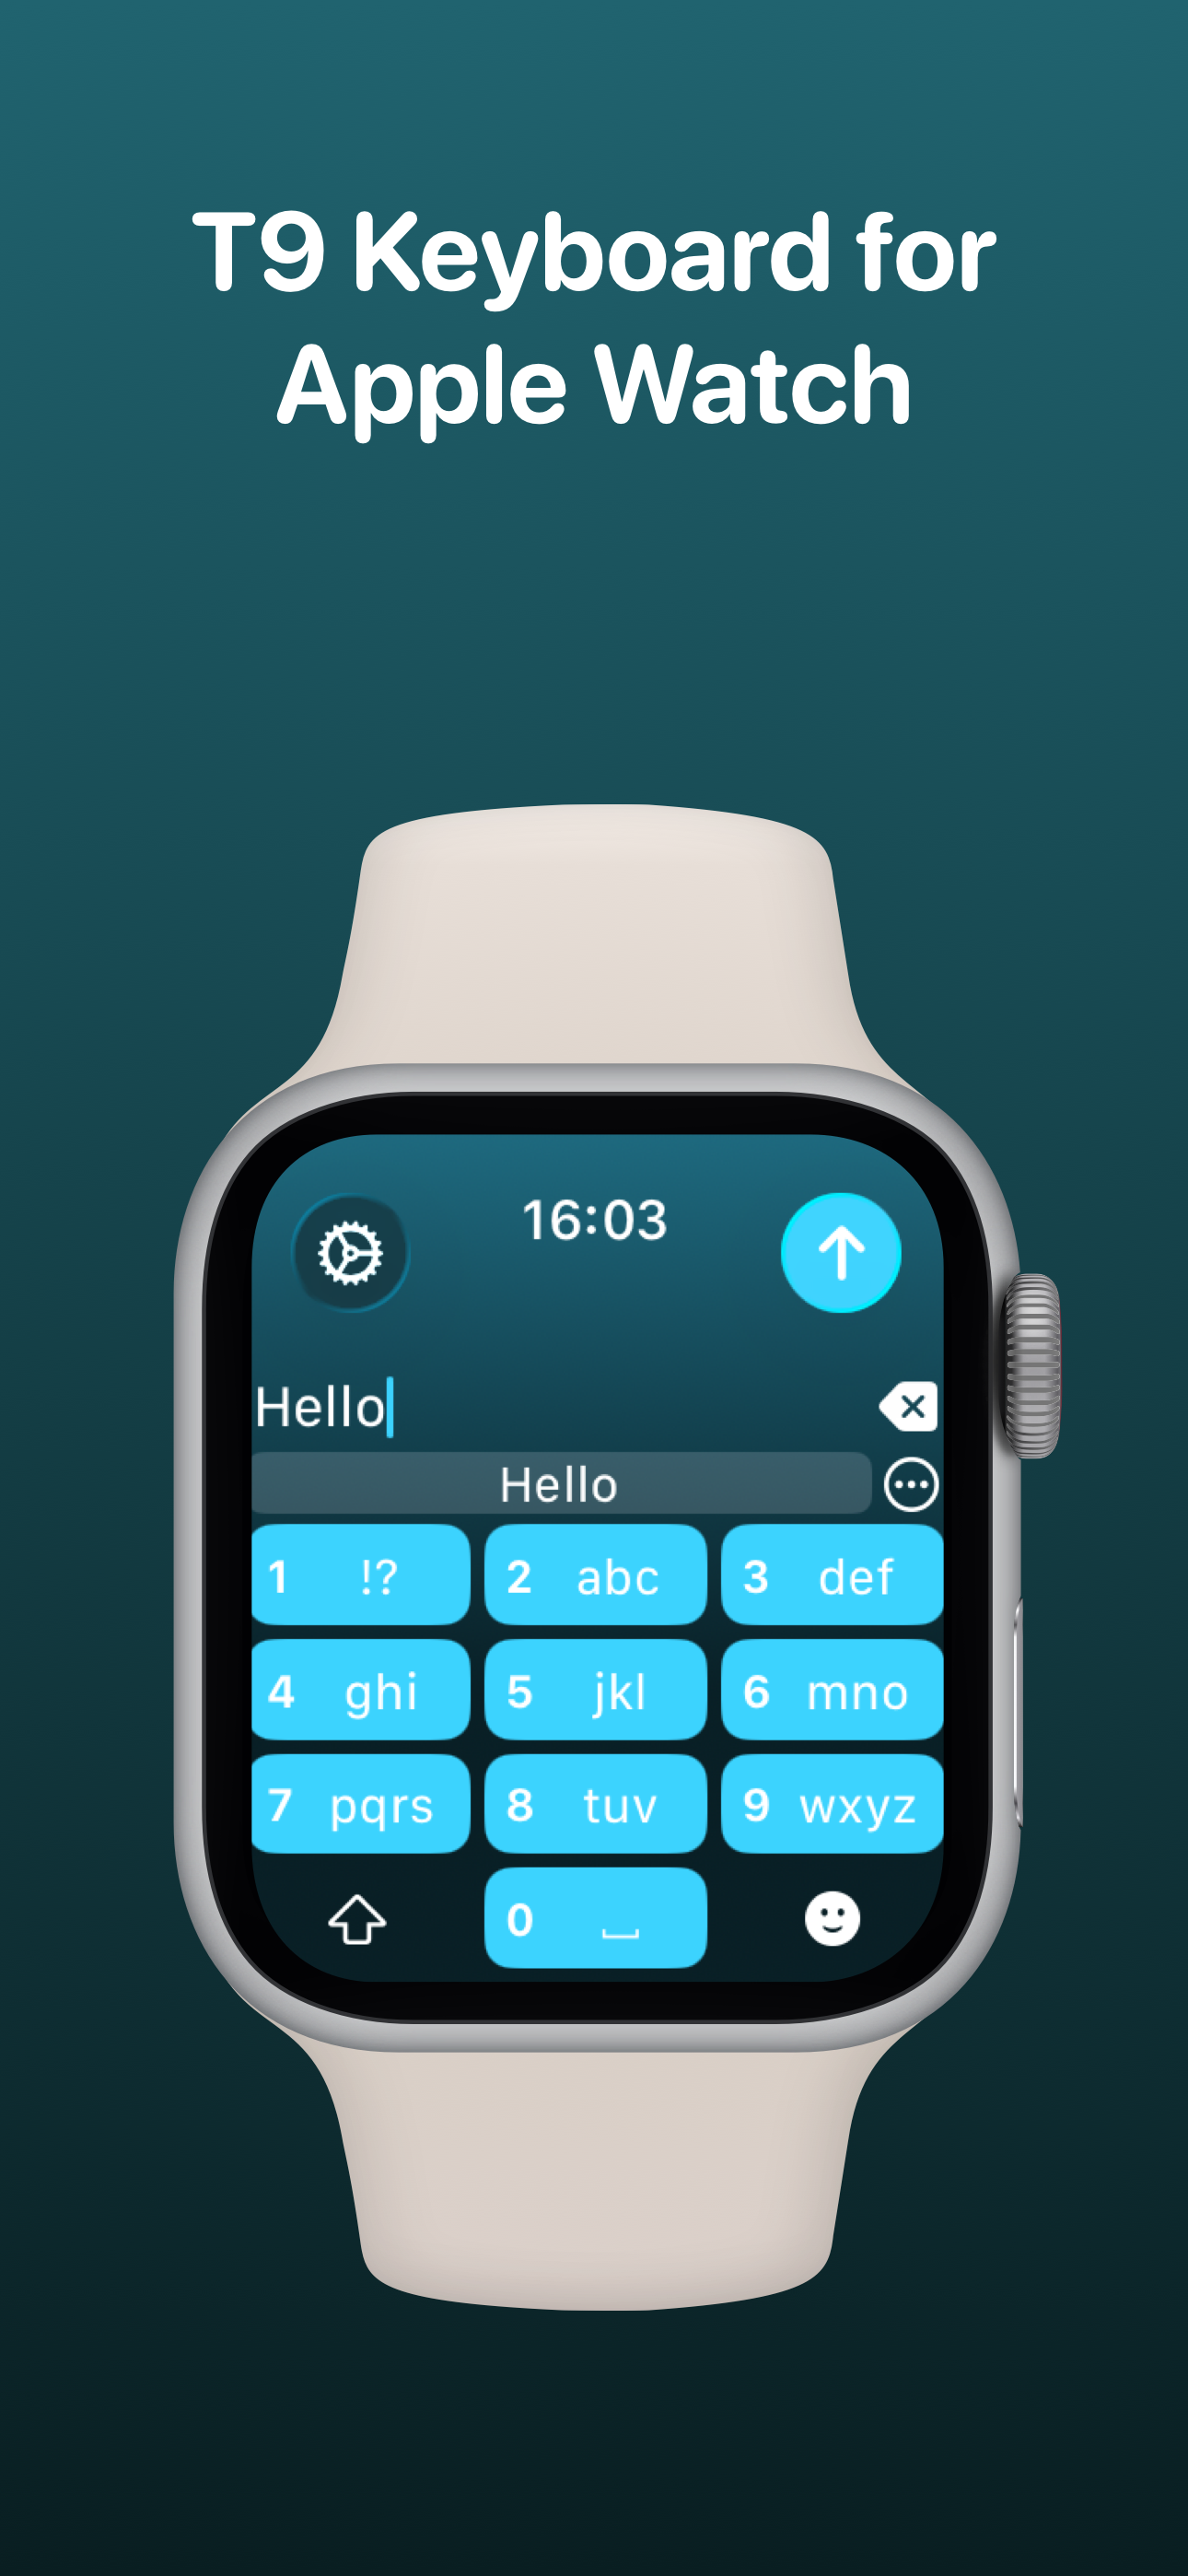 T9 Keyboard for
Apple Watch
16:03
Hello
Hello
1 !? 2 abc 3 def
4 ghi 5 jkl 6 mno
7 pqrs 8 tuv 9 wxyz
0